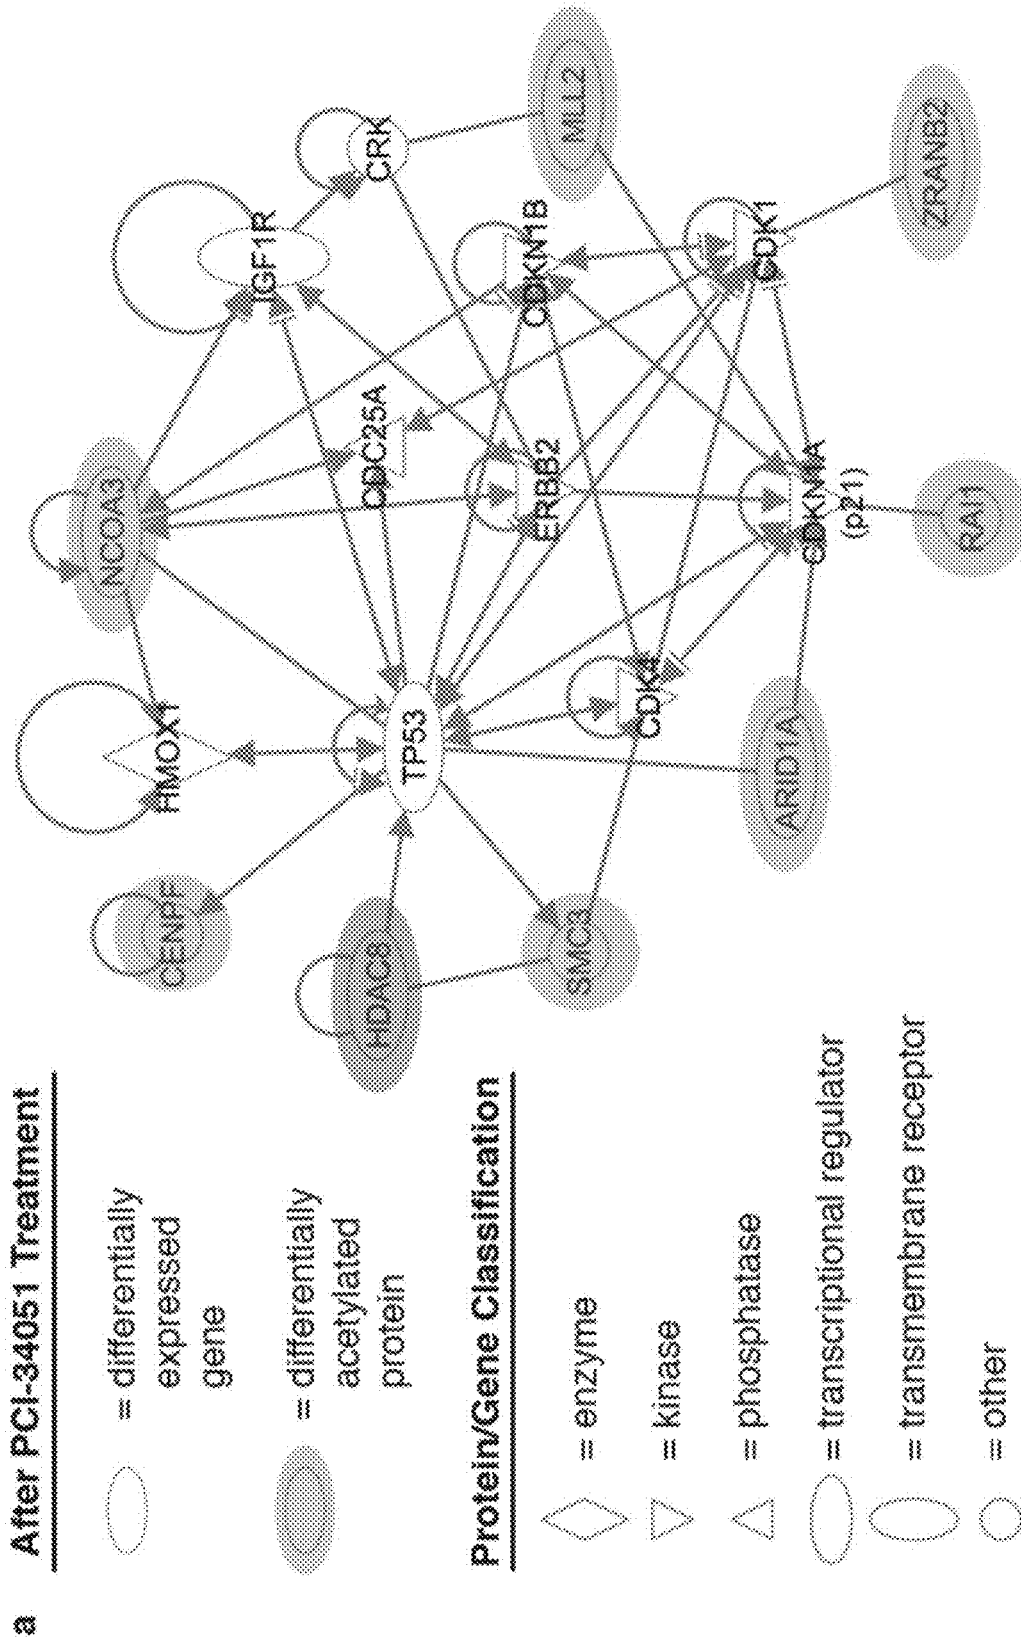 a After PCI-34051 Treatment
= differentially
expressed
gene
= differentially
acetylated
protein
Protein/Gene Classification
= enzyme
= kinase
= phosphatase
= transcriptional regulator
= transmembrane receptor
= other
NCOA3
CENPF
HMOX1
IGF1R
HDAC8
CDC25A
CRK
TP53
CDKN1B
ERBB2
SMC3
MLL2
CDK4
CDK1
ARID1A
CDKN1A
(p21)
ZRANB2
RAI1